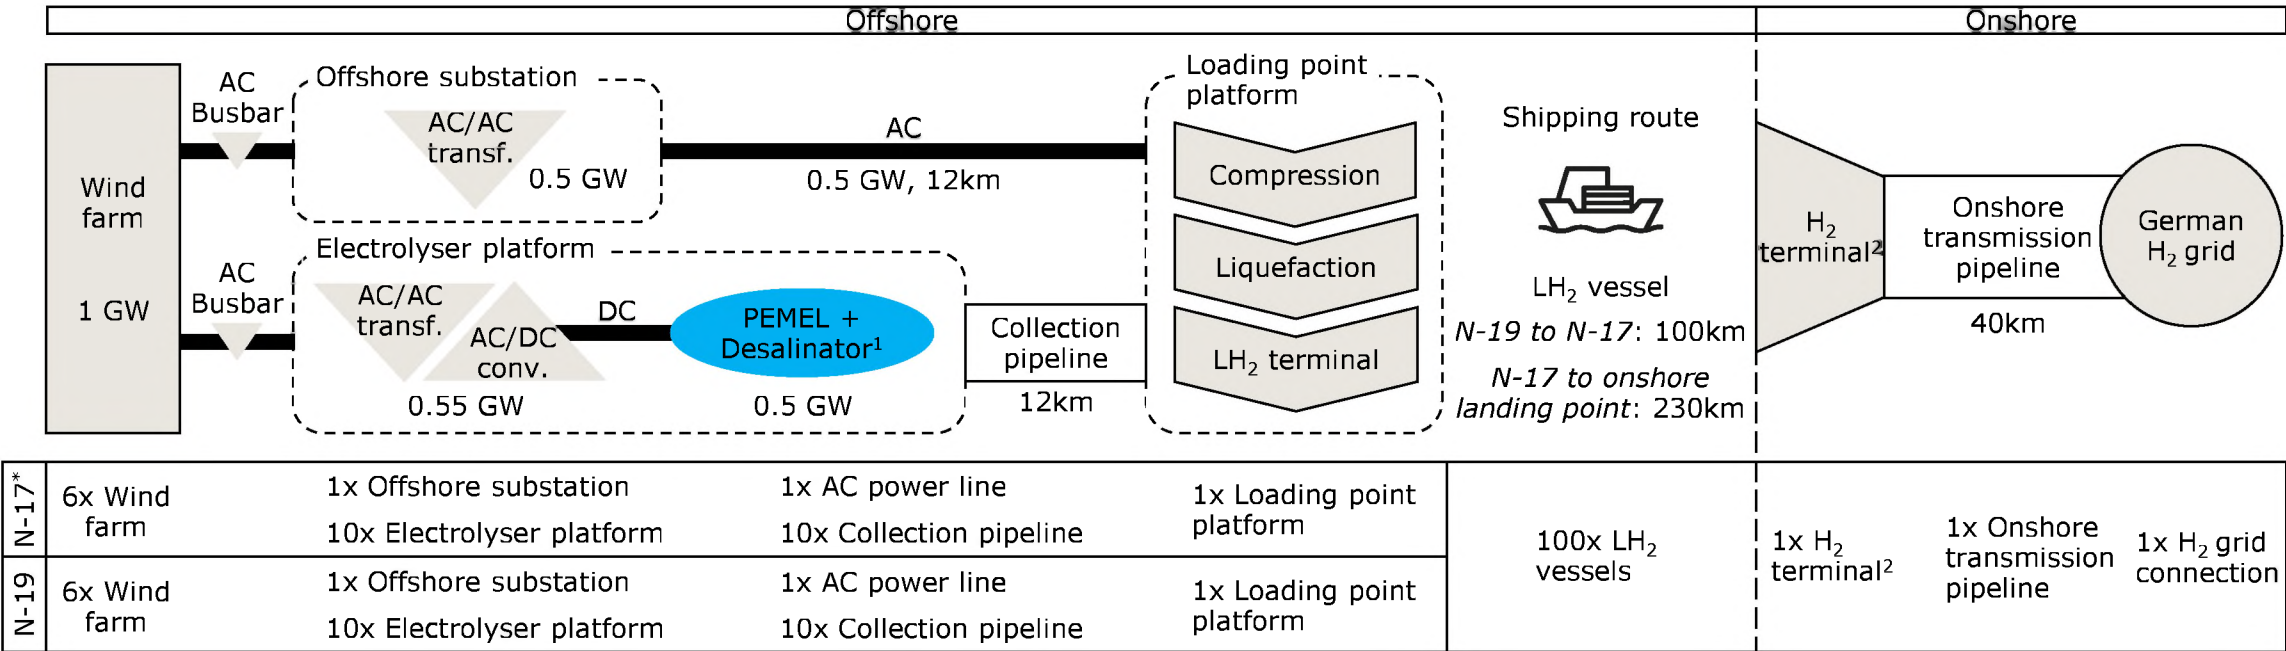 Offshore
Onshore
Wind
farm
1 GW
AC
Busbar
Offshore substation
AC/AC
transf.
0.5 GW
AC
0.5 GW, 12km
AC
Busbar
Electrolyser platform
AC/AC
transf.
AC/DC
conv.
0.55 GW
DC
PEMEL +
Desalinator¹
0.5 GW
Collection
pipeline
12km
Loading point
platform
Compression
Liquefaction
LH₂ terminal
Shipping route
LH₂ vessel
N-19 to N-17: 100km
N-17 to onshore
landing point: 230km
H₂
terminal²
Onshore
transmission
pipeline
40km
German
H₂ grid
N-17*
6x Wind
farm
1x Offshore substation
10x Electrolyser platform
1x AC power line
10x Collection pipeline
1x Loading point
platform
N-19
6x Wind
farm
1x Offshore substation
10x Electrolyser platform
1x AC power line
10x Collection pipeline
1x Loading point
platform
100x LH₂
vessels
1x H₂
terminal²
1x Onshore
transmission
pipeline
1x H₂ grid
connection